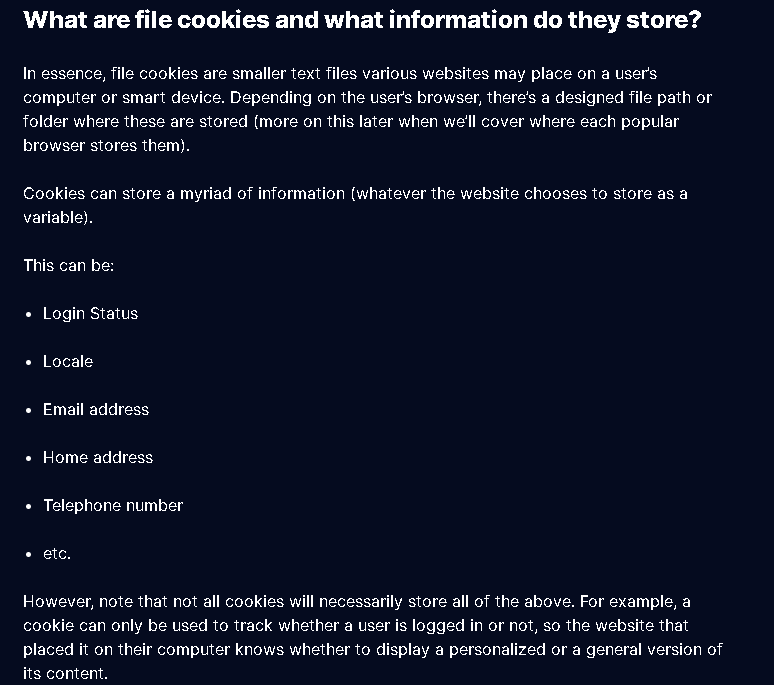 What are file cookies and what information do they store?
In essence, file cookies are smaller text files various websites may place on a user's
computer or smart device. Depending on the user's browser, there's a designed file path or
folder where these are stored (more on this later when we'll cover where each popular
browser stores them).
Cookies can store a myriad of information (whatever the website chooses to store as a
variable).
This can be:
• Login Status
• Locale
• Email address
• Home address
• Telephone number
• etc.
However, note that not all cookies will necessarily store all of the above. For example, a
cookie can only be used to track whether a user is logged in or not, so the website that
placed it on their computer knows whether to display a personalized or a general version of
its content.